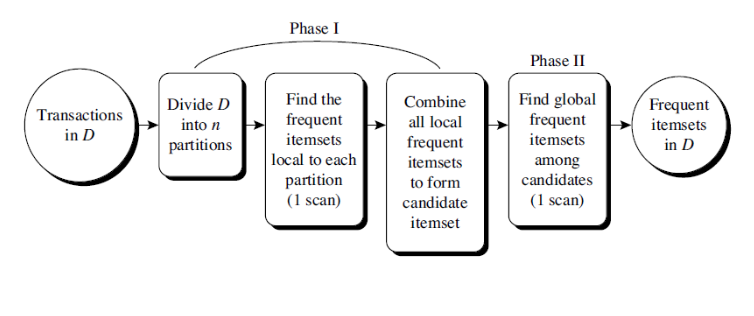 Phase I
Phase II
Transactions
in D
Divide D
into n
partitions
Find the
frequent
itemsets
local to each
partition
(1 scan)
Combine
all local
frequent
itemsets
to form
candidate
itemset
Find global
frequent
itemsets
among
candidates
(1 scan)
Frequent
itemsets
in D